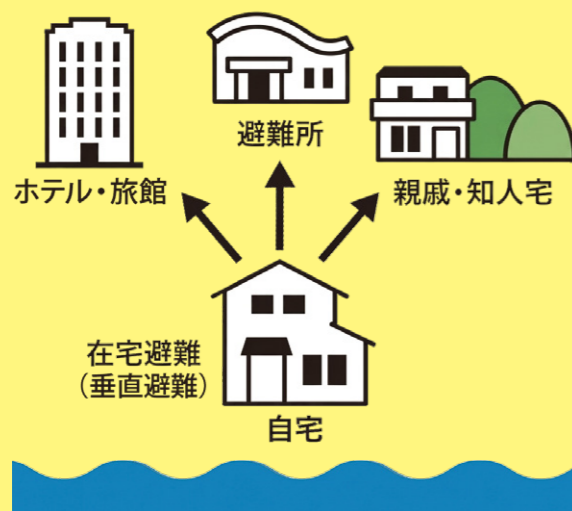 避難所
ホテル・旅館
親戚・知人宅
在宅避難
(垂直避難)
自宅